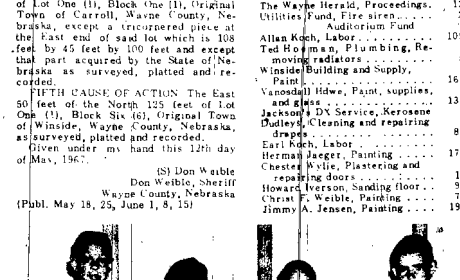 of Lot One (1), Block One (1), Original
Town of Carroll, Wayne County, Ne-
braska, except a tricornered piece at
the East end of said lot which is 108
feet by 45 feet by 100 feet and except
that part acquired by the State of Ne-
braska as surveyed, platted and re-
corded.
FIFTH CAUSE OF ACTION The East
50 feet of the North 125 feet of Lot
One (1), Block Six (6), Original Town
of Winside, Wayne County, Nebraska,
as surveyed, platted and recorded.
Given under my hand this 12th day
of May, 1967.
(S) Don Weible
Don Weible, Sheriff
Wayne County, Nebraska
(Publ. May 18, 25, June 1, 8, 15)
The Wayne Herald, Proceedings.
Utilities Fund, Fire siren
Auditorium Fund
Allan Koch, Labor
Ted Hoeman, Plumbing, Re-
moving radiators
Winside Building and Supply,
Paint
Hdwe, Paint, supplies,
and glass
Jackson's DX Service, Kerosene
Dudleys, Cleaning and repairing
drapes
Earl Koch, Labor
Herman Jaeger, Painting
Chester Wylie, Plastering and
repairing doors
Howard Iverson, Sanding floor
Christ F. Weible, Painting
Jimmy A. Jensen, Painting